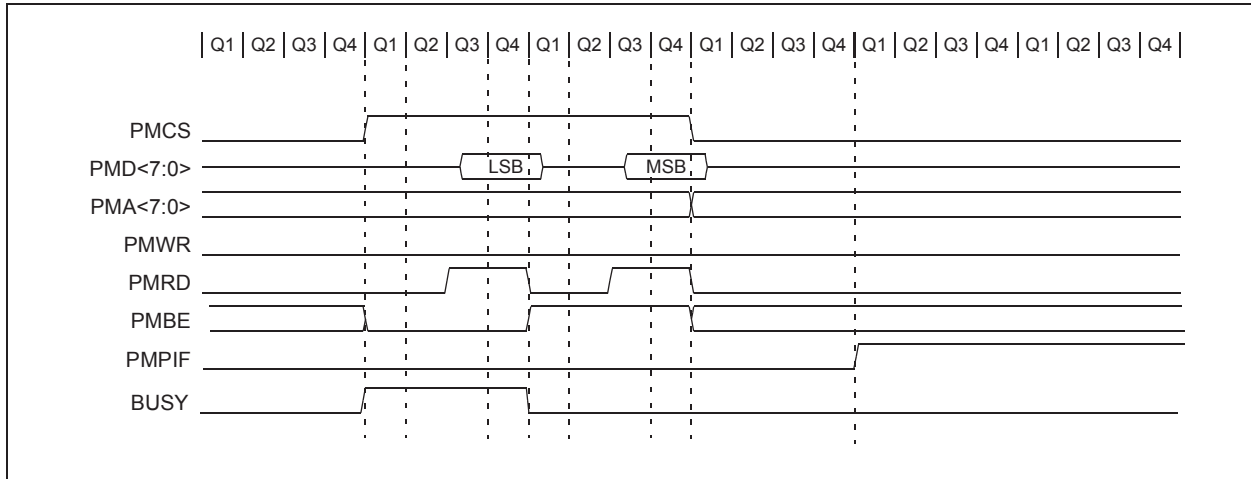 Q1 Q2 Q3 Q4 Q1 Q2 Q3 Q4 Q1 Q2 Q3 Q4 Q1 Q2 Q3 Q4 Q1 Q2 Q3 Q4 Q1 Q2 Q3 Q4
PMCS
PMD<7:0> LSB MSB
PMA<7:0>
PMWR
PMRD
PMBE
PMPIF
BUSY